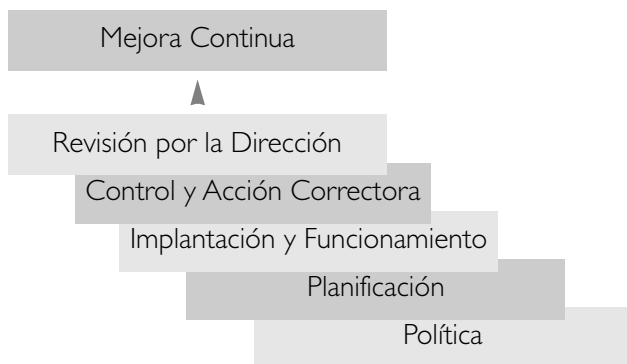 Mejora Continua
Revisión por la Dirección
Control y Acción Correctora
Implantación y Funcionamiento
Planificación
Política